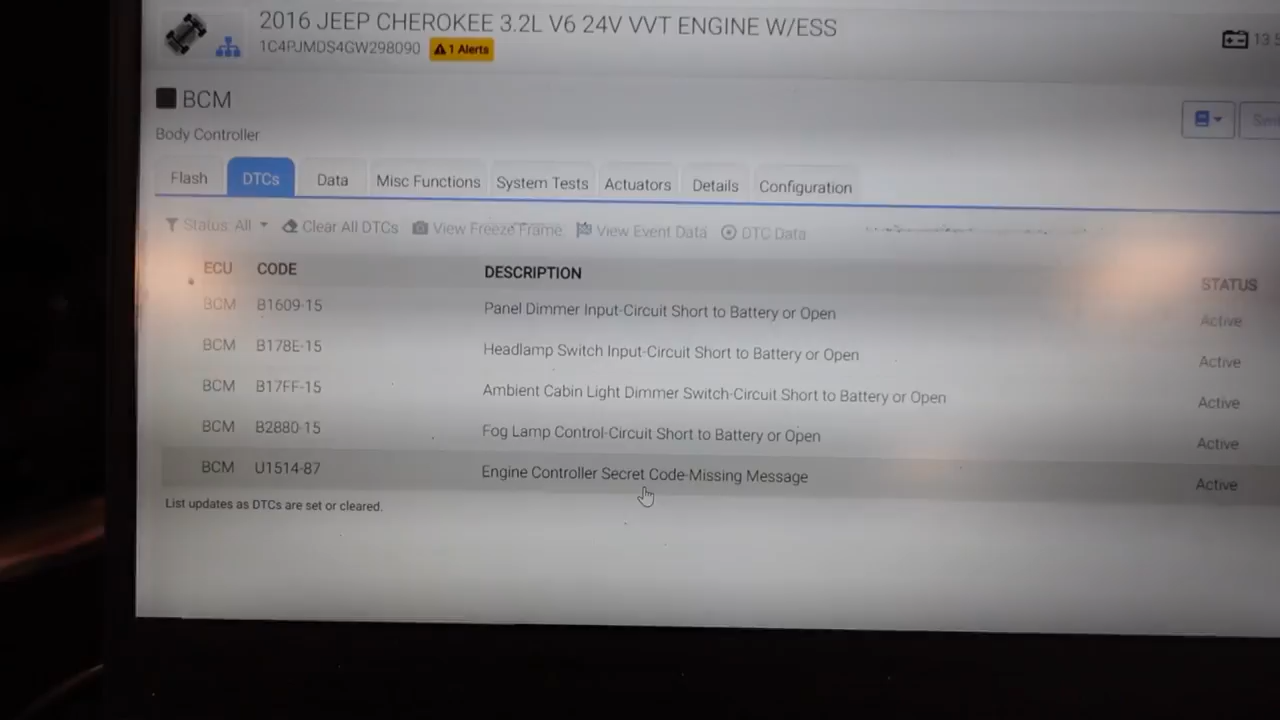 2016 JEEP CHEROKEE 3.2L V6 24V VVT ENGINE W/ESS
1C4PJMDS4GW298090 1 Alerts
13.5
BCM
Body Controller
Flash DTCs Data Misc Functions System Tests Actuators Details Configuration
Status: All Clear All DTCs View Freeze Frame View Event Data DTC Data
ECU CODE DESCRIPTION STATUS
BCM B1609-15 Panel Dimmer Input-Circuit Short to Battery or Open Active
BCM B178E-15 Headlamp Switch Input-Circuit Short to Battery or Open Active
BCM B17FF-15 Ambient Cabin Light Dimmer Switch-Circuit Short to Battery or Open Active
BCM B2880-15 Fog Lamp Control-Circuit Short to Battery or Open Active
BCM U1514-87 Engine Controller Secret Code-Missing Message Active
List updates as DTCs are set or cleared.